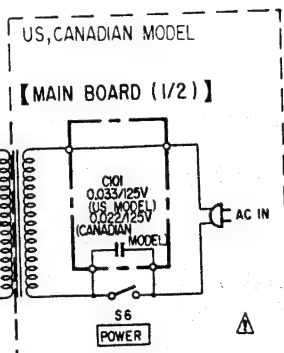 US,CANADIAN MODEL
【MAIN BOARD (1/2)】
C101
0.033/125V
(US MODEL)
0.022/125V
(CANADIAN
MODEL)
AC IN
S6
POWER